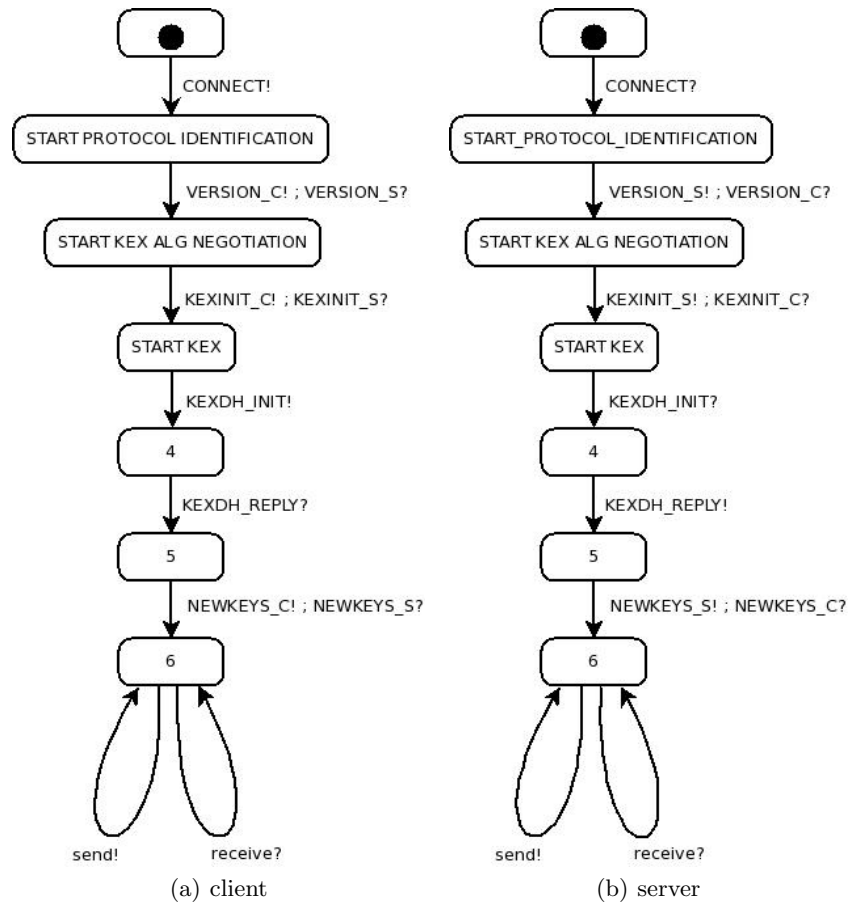 CONNECT!
START PROTOCOL IDENTIFICATION
VERSION_C! ; VERSION_S?
START KEX ALG NEGOTIATION
KEXINIT_C! ; KEXINIT_S?
START KEX
KEXDH_INIT!
4
KEXDH_REPLY?
5
NEWKEYS_C! ; NEWKEYS_S?
6
send!
receive?
(a) client
CONNECT?
START_PROTOCOL_IDENTIFICATION
VERSION_S! ; VERSION_C?
START KEX ALG NEGOTIATION
KEXINIT_S! ; KEXINIT_C?
START KEX
KEXDH_INIT?
4
KEXDH_REPLY!
5
NEWKEYS_S! ; NEWKEYS_C?
6
send!
receive?
(b) server